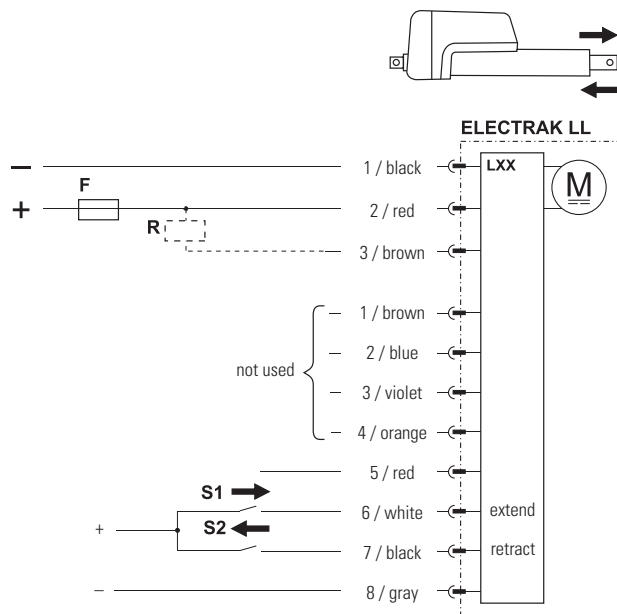 ELECTRAK LL
− 1 / black LXX M
F
+ 2 / red
R
3 / brown
1 / brown
2 / blue
not used
3 / violet
4 / orange
5 / red
S1
6 / white extend
+ S2
7 / black retract
− 8 / gray